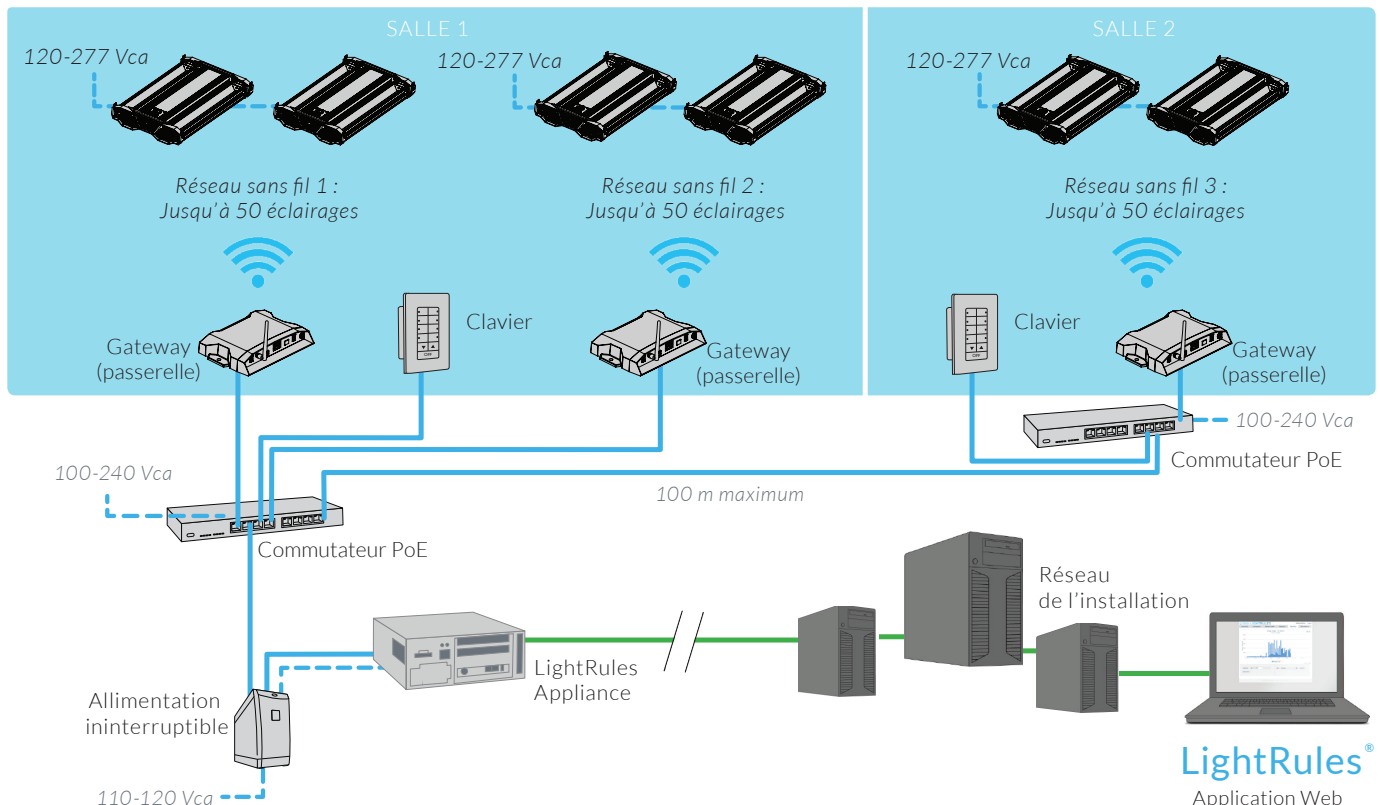 SALLE 1
SALLE 2
120-277 Vca
120-277 Vca
120-277 Vca
Réseau sans fil 1 :
Jusqu'à 50 éclairages
Réseau sans fil 2 :
Jusqu'à 50 éclairages
Réseau sans fil 3 :
Jusqu'à 50 éclairages
Gateway
(passerelle)
Clavier
Gateway
(passerelle)
Clavier
Gateway
(passerelle)
100-240 Vca
Commutateur PoE
100-240 Vca
100 m maximum
Commutateur PoE
Réseau
de l'installation
LightRules
Appliance
Allimentation
ininterruptible
110-120 Vca
LightRules®
Application Web